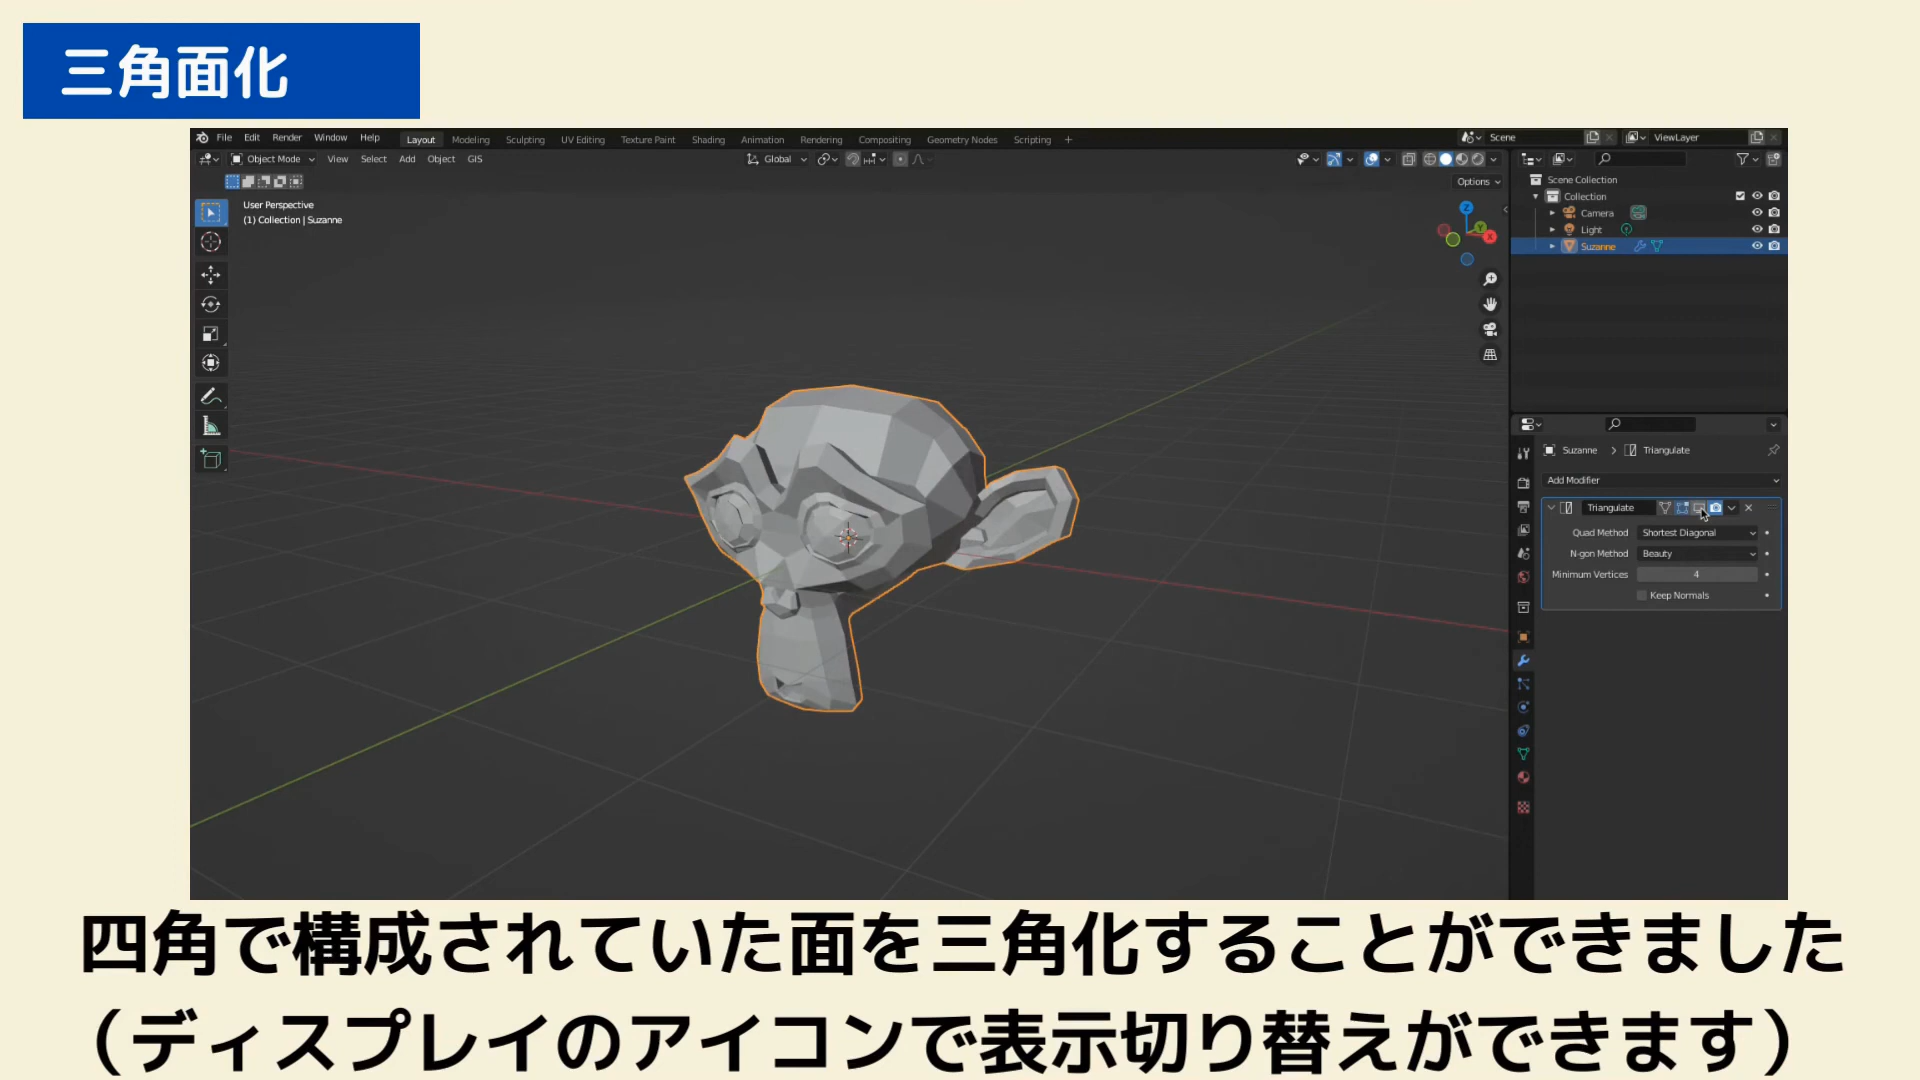 三角面化
File Edit Render Window Help Layout Modeling Sculpting UV Editing Texture Paint Shading Animation Rendering Compositing Geometry Nodes Scripting + Scene ViewLayer
Object Mode View Select Add Object GIS Global
Options
User Perspective
(1) Collection | Suzanne
Z
Y
X
Scene Collection
Collection
Camera
Light
Suzanne
Suzanne > Triangulate
Add Modifier
Triangulate
Quad Method Shortest Diagonal
N-gon Method Beauty
Minimum Vertices 4
Keep Normals
四角で構成されていた面を三角化することができました
（ディスプレイのアイコンで表示切り替えができます）